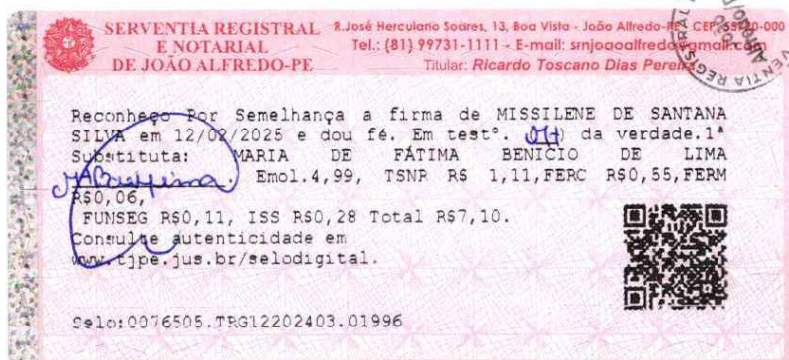 SERVENTIA REGISTRAL
E NOTARIAL
DE JOÃO ALFREDO-PE
R.José Herculano Soares, 13, Boa Vista - João Alfredo-PE CEP 55720-000
Tel.: (81) 99731-1111 - E-mail: srnjoaoalfredo@gmail.com
Titular: Ricardo Toscano Dias Pereira
Reconheço Por Semelhança a firma de MISSILENE DE SANTANA
SILVA em 12/02/2025 e dou fé. Em testº. ( ) da verdade.1ª
Substituta: MARIA DE FÁTIMA BENICIO DE LIMA
Emol.4,99, TSNR R$ 1,11,FERC R$0,55,FERM
R$0,06,
FUNSEG R$0,11, ISS R$0,28 Total R$7,10.
Consulte autenticidade em
www.tjpe.jus.br/selodigital.
Selo:0076505.TRG12202403.01996